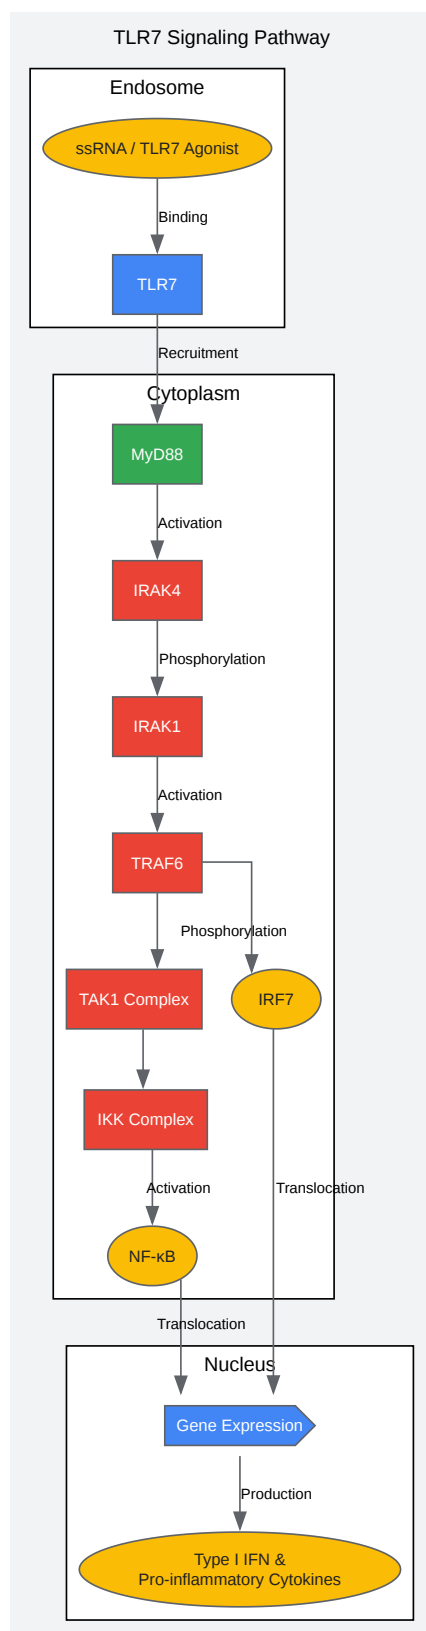 TLR7 Signaling Pathway
Endosome
ssRNA / TLR7 Agonist
Binding
TLR7
Recruitment
Cytoplasm
MyD88
Activation
IRAK4
Phosphorylation
IRAK1
Activation
TRAF6
Phosphorylation
TAK1 Complex
IRF7
IKK Complex
Activation
Translocation
NF-κB
Translocation
Nucleus
Gene Expression
Production
Type I IFN &
Pro-inflammatory Cytokines